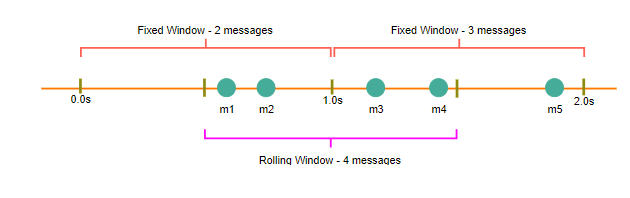 Fixed Window - 2 messages
Fixed Window - 3 messages
0.0s
1.0s
2.0s
m1
m2
m3
m4
m5
Rolling Window - 4 messages